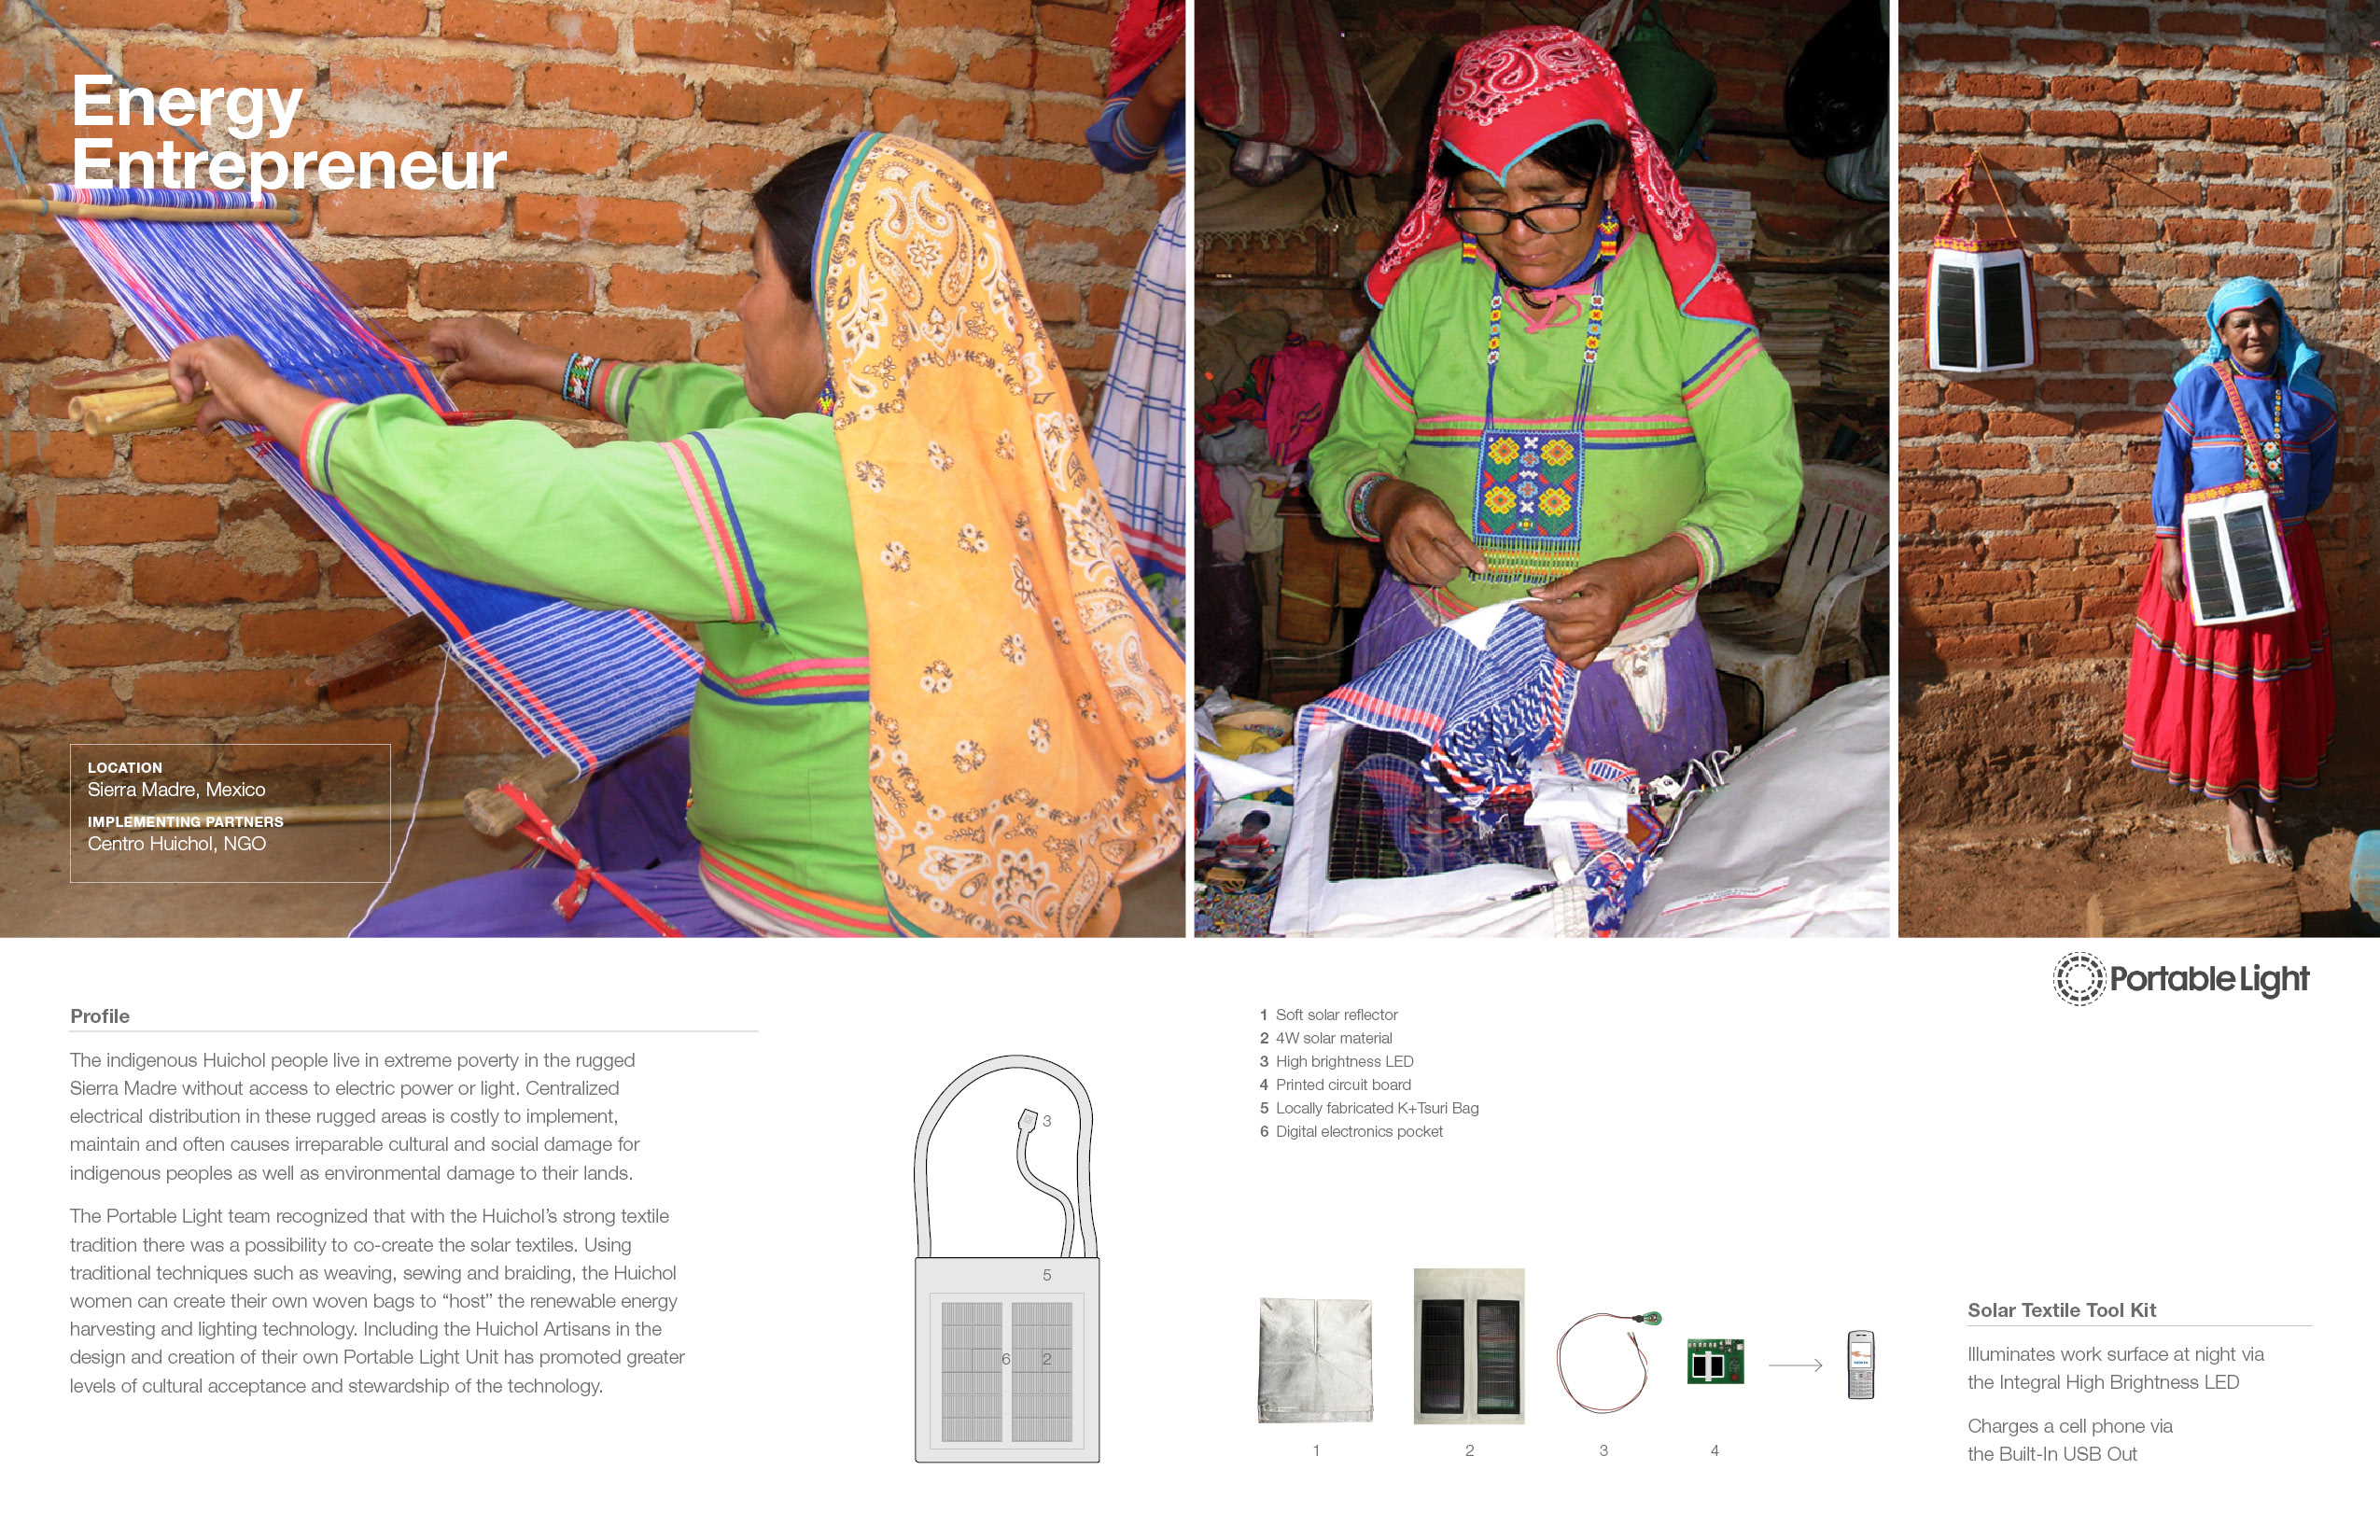 Energy
Entrepreneur
LOCATION
Sierra Madre, Mexico
IMPLEMENTING PARTNERS
Centro Huichol, NGO
Portable Light
Profile
The indigenous Huichol people live in extreme poverty in the rugged
Sierra Madre without access to electric power or light. Centralized
electrical distribution in these rugged areas is costly to implement,
maintain and often causes irreparable cultural and social damage for
indigenous peoples as well as environmental damage to their lands.
The Portable Light team recognized that with the Huichol’s strong textile
tradition there was a possibility to co-create the solar textiles. Using
traditional techniques such as weaving, sewing and braiding, the Huichol
women can create their own woven bags to “host” the renewable energy
harvesting and lighting technology. Including the Huichol Artisans in the
design and creation of their own Portable Light Unit has promoted greater
levels of cultural acceptance and stewardship of the technology.
3
5
6 2
1 Soft solar reflector
2 4W solar material
3 High brightness LED
4 Printed circuit board
5 Locally fabricated K+Tsuri Bag
6 Digital electronics pocket
NOKIA
1 2 3 4
Solar Textile Tool Kit
Illuminates work surface at night via
the Integral High Brightness LED
Charges a cell phone via
the Built-In USB Out